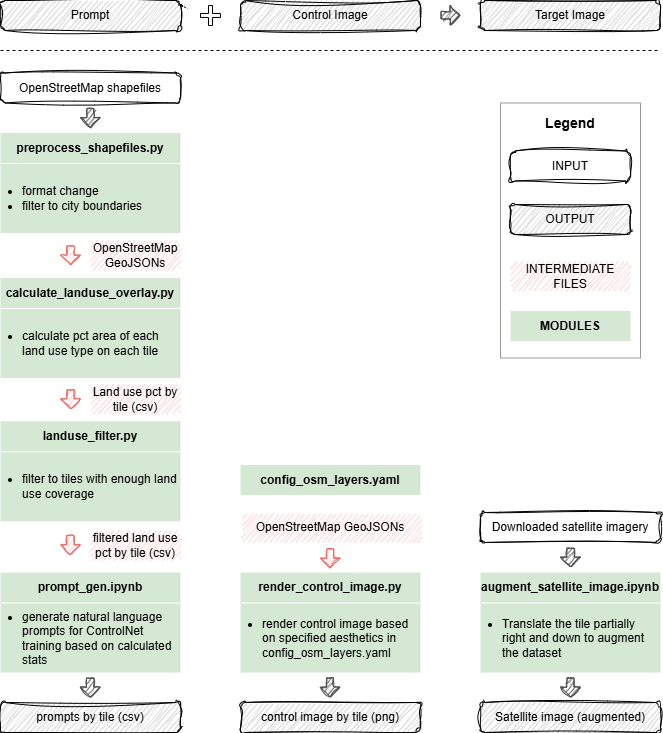 Prompt
Control Image
Target Image
OpenStreetMap shapefiles
preprocess_shapefiles.py
• format change
• filter to city boundaries
OpenStreetMap
GeoJSONs
calculate_landuse_overlay.py
• calculate pct area of each
land use type on each tile
Land use pct by
tile (csv)
landuse_filter.py
• filter to tiles with enough land
use coverage
filtered land use
pct by tile (csv)
prompt_gen.ipynb
• generate natural language
prompts for ControlNet
training based on calculated
stats
prompts by tile (csv)
config_osm_layers.yaml
OpenStreetMap GeoJSONs
render_control_image.py
• render control image based
on specified aesthetics in
config_osm_layers.yaml
control image by tile (png)
Legend
INPUT
OUTPUT
INTERMEDIATE
FILES
MODULES
Downloaded satellite imagery
augment_satellite_image.ipynb
• Translate the tile partially
right and down to augment
the dataset
Satellite image (augmented)